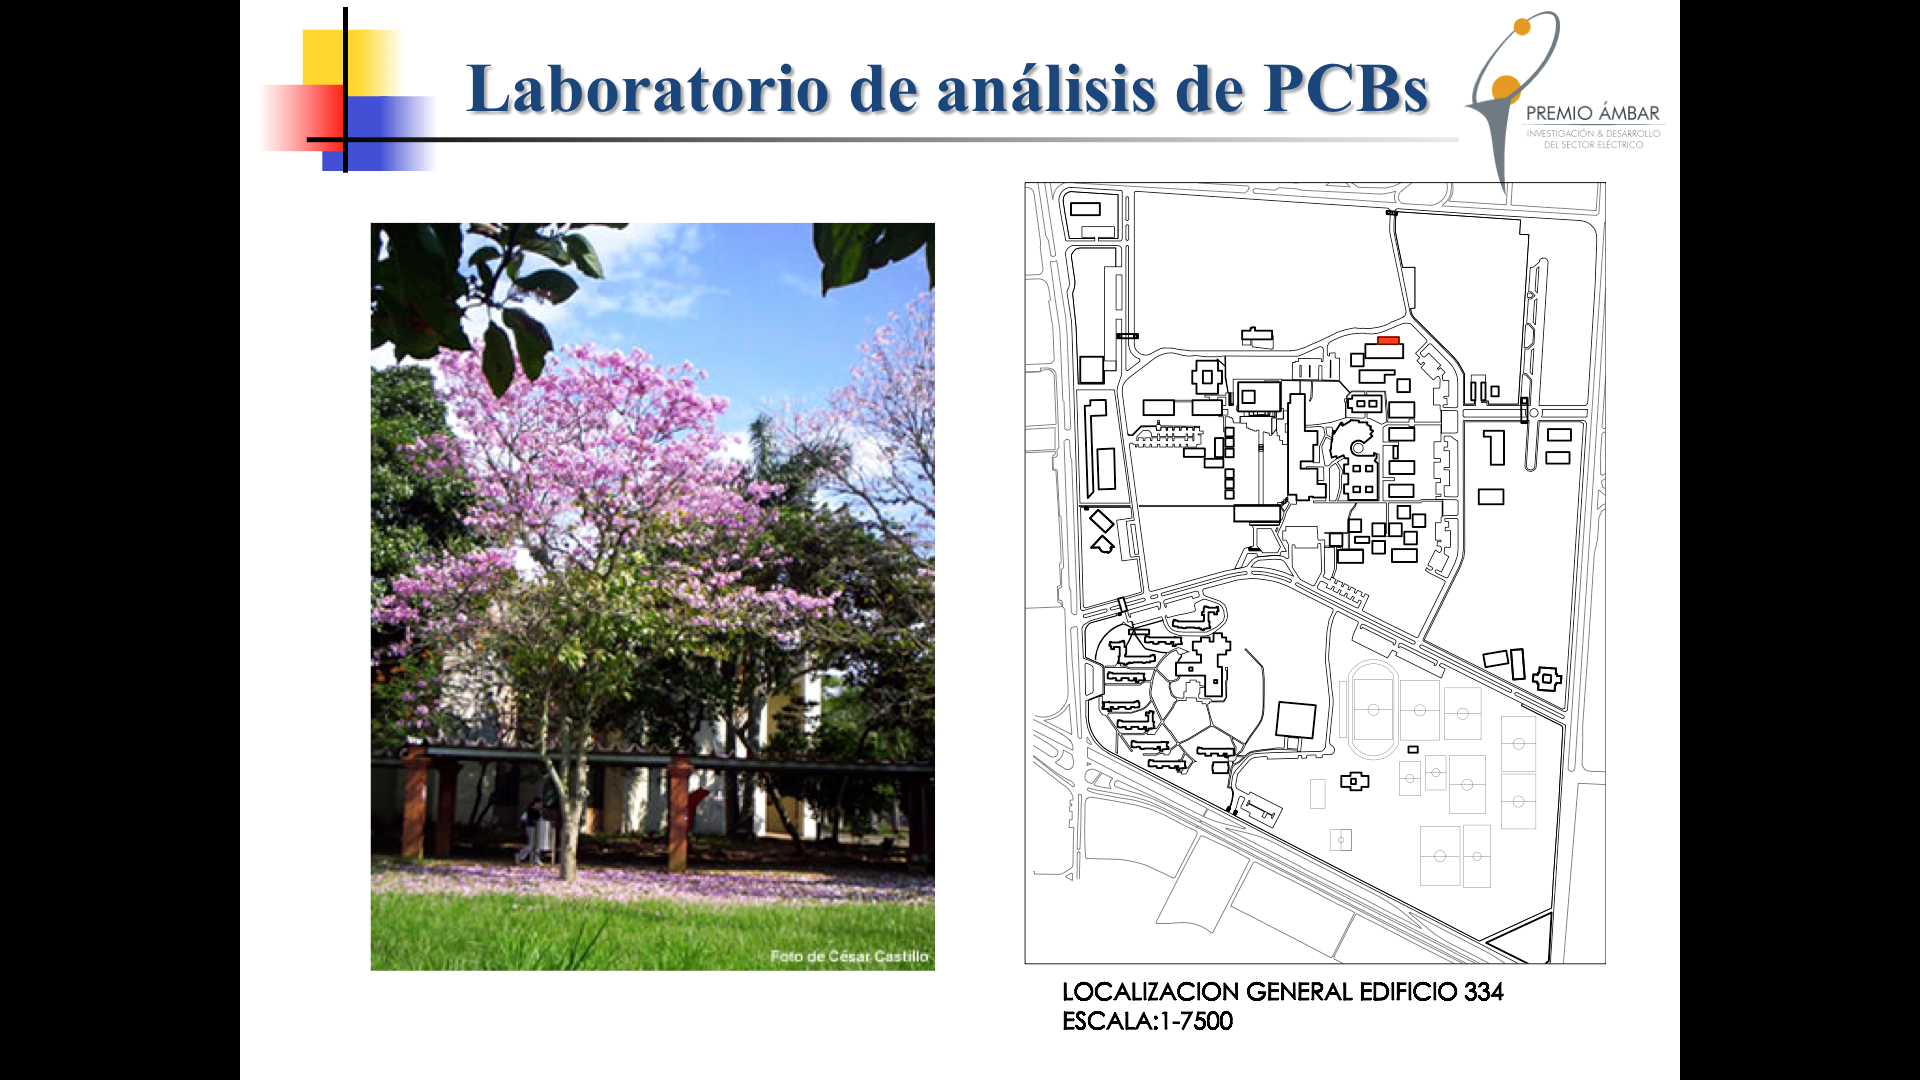 Laboratorio de análisis de PCBs
PREMIO ÁMBAR
INVESTIGACIÓN & DESARROLLO
DEL SECTOR ELÉCTRICO
Foto de César Castillo
LOCALIZACION GENERAL EDIFICIO 334
ESCALA:1-7500